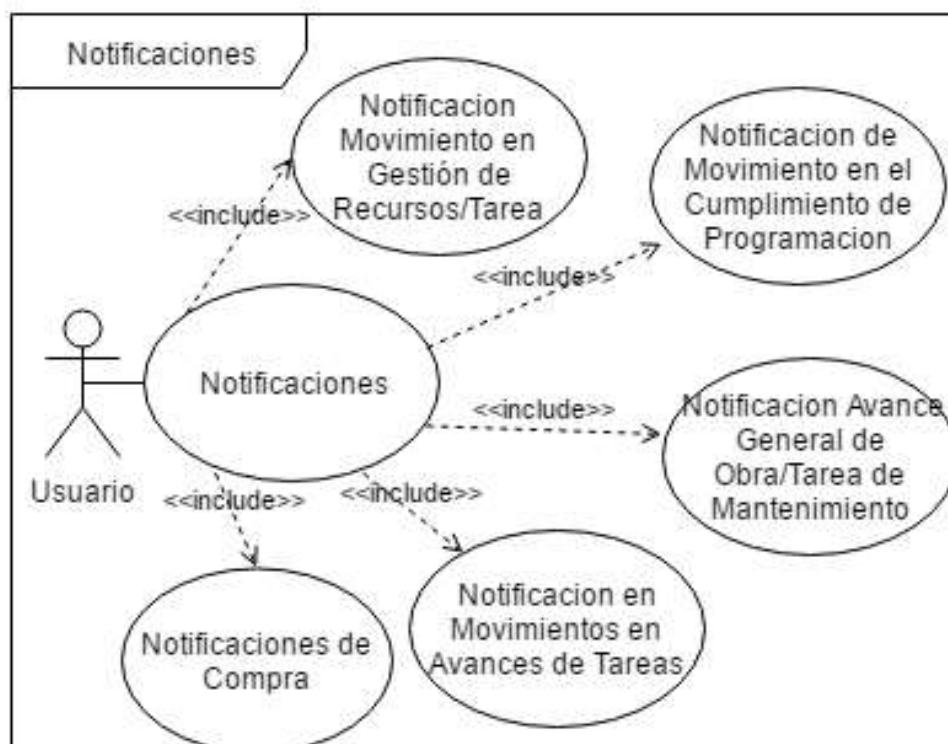 Notificaciones
Notificacion
Movimiento en
Gestión de
Recursos/Tarea
Notificacion de
Movimiento en el
Cumplimiento de
Programacion
<<include>>
<<include>>
Notificaciones
Usuario
<<include>>
Notificacion Avance
General de
Obra/Tarea de
Mantenimiento
<<include>>
<<include>>
Notificaciones de
Compra
Notificacion en
Movimientos en
Avances de Tareas